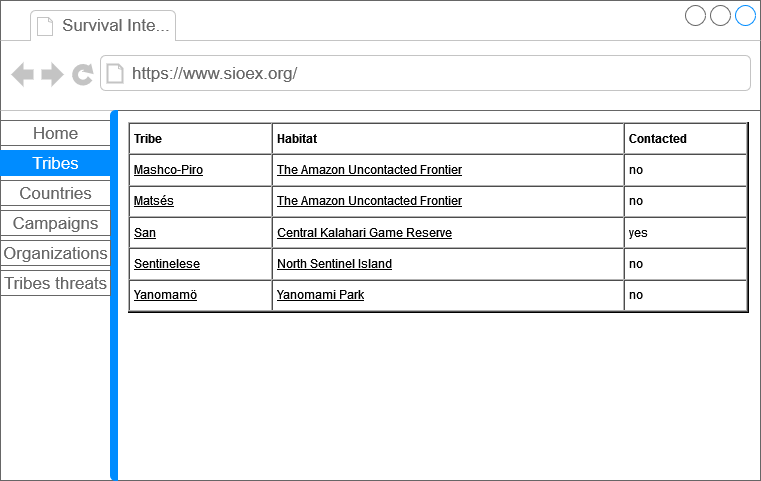 Survival Inte...
https://www.sioex.org/
Home
Tribes
Countries
Campaigns
Organizations
Tribes threats
Tribe Habitat Contacted
Mashco-Piro The Amazon Uncontacted Frontier no
Matsés The Amazon Uncontacted Frontier no
San Central Kalahari Game Reserve yes
Sentinelese North Sentinel Island no
Yanomamö Yanomami Park no